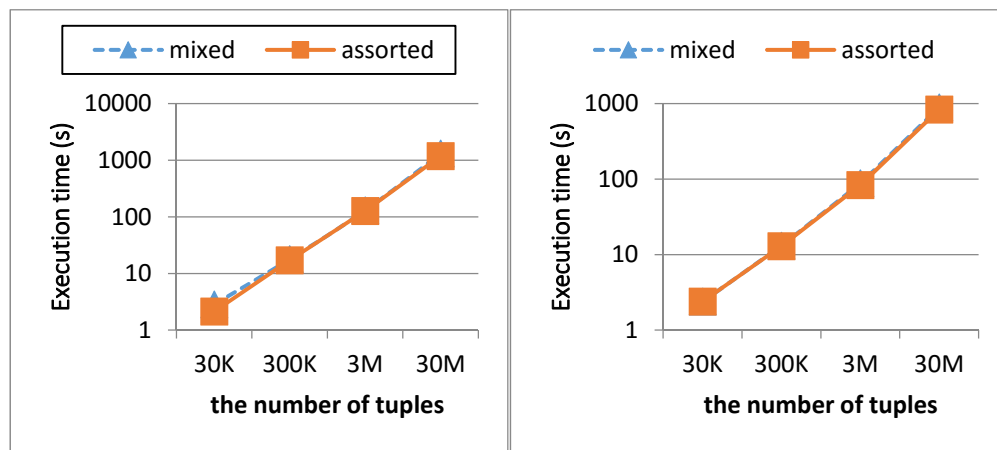 mixed assorted
Execution time (s)
10000
1000
100
10
1
30K 300K 3M 30M
the number of tuples
mixed assorted
Execution time (s)
1000
100
10
1
30K 300K 3M 30M
the number of tuples